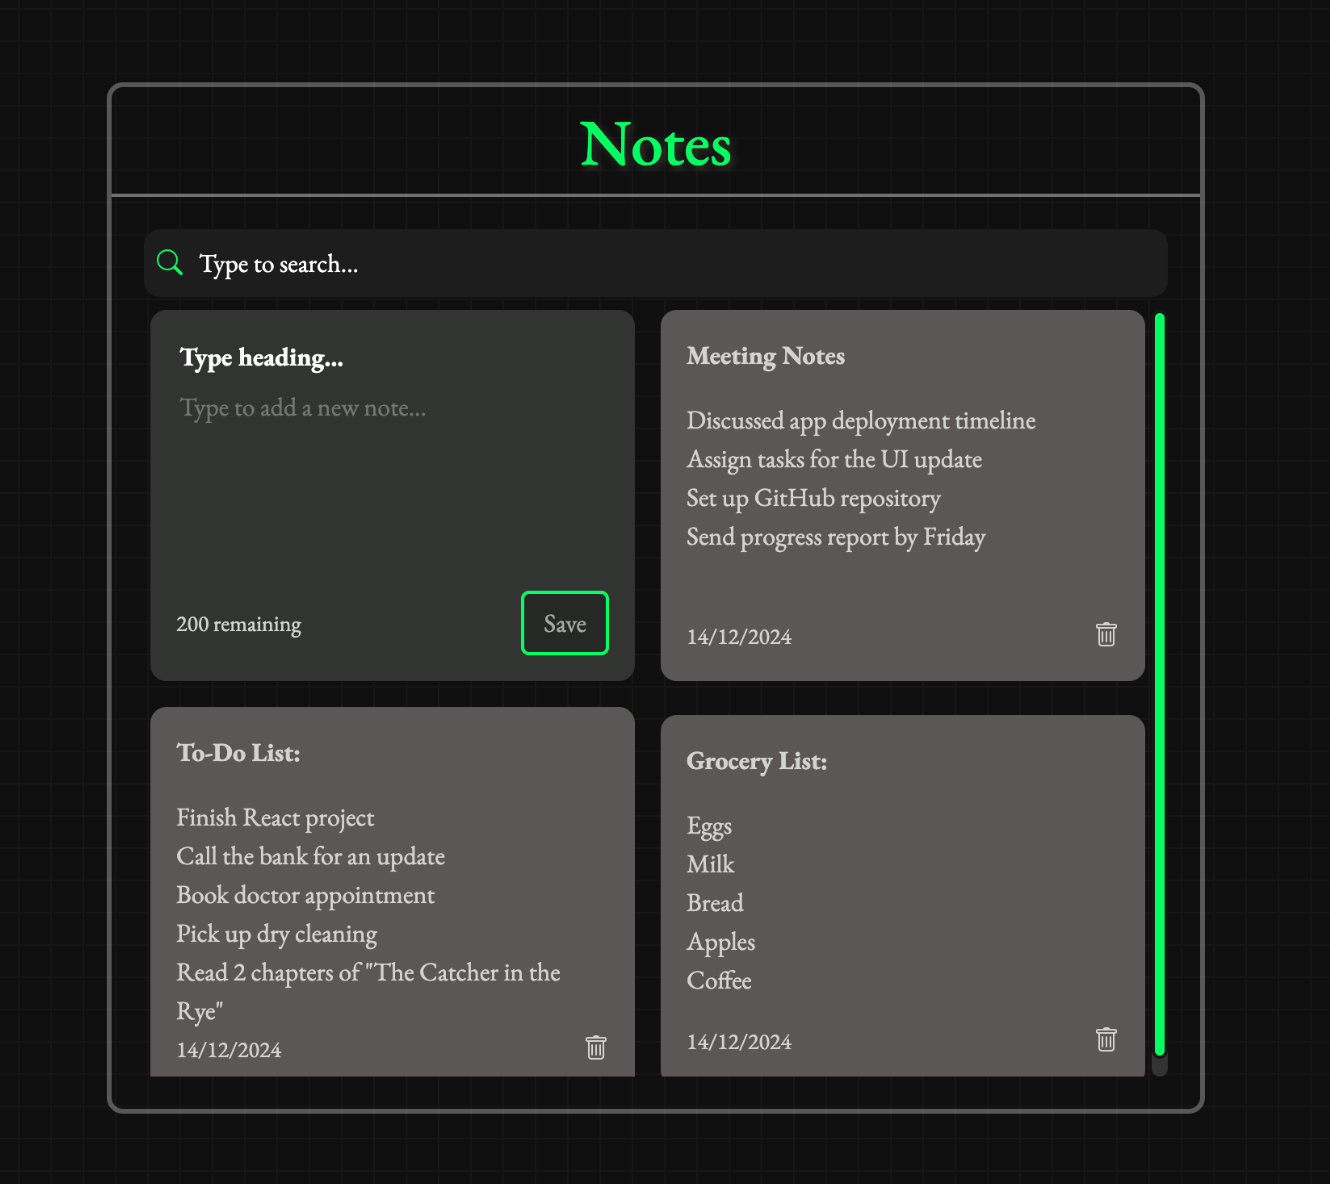 Notes
Type to search...
Type heading...
Type to add a new note...
200 remaining
Save
Meeting Notes
Discussed app deployment timeline
Assign tasks for the UI update
Set up GitHub repository
Send progress report by Friday
14/12/2024
To-Do List:
Finish React project
Call the bank for an update
Book doctor appointment
Pick up dry cleaning
Read 2 chapters of "The Catcher in the
Rye"
14/12/2024
Grocery List:
Eggs
Milk
Bread
Apples
Coffee
14/12/2024